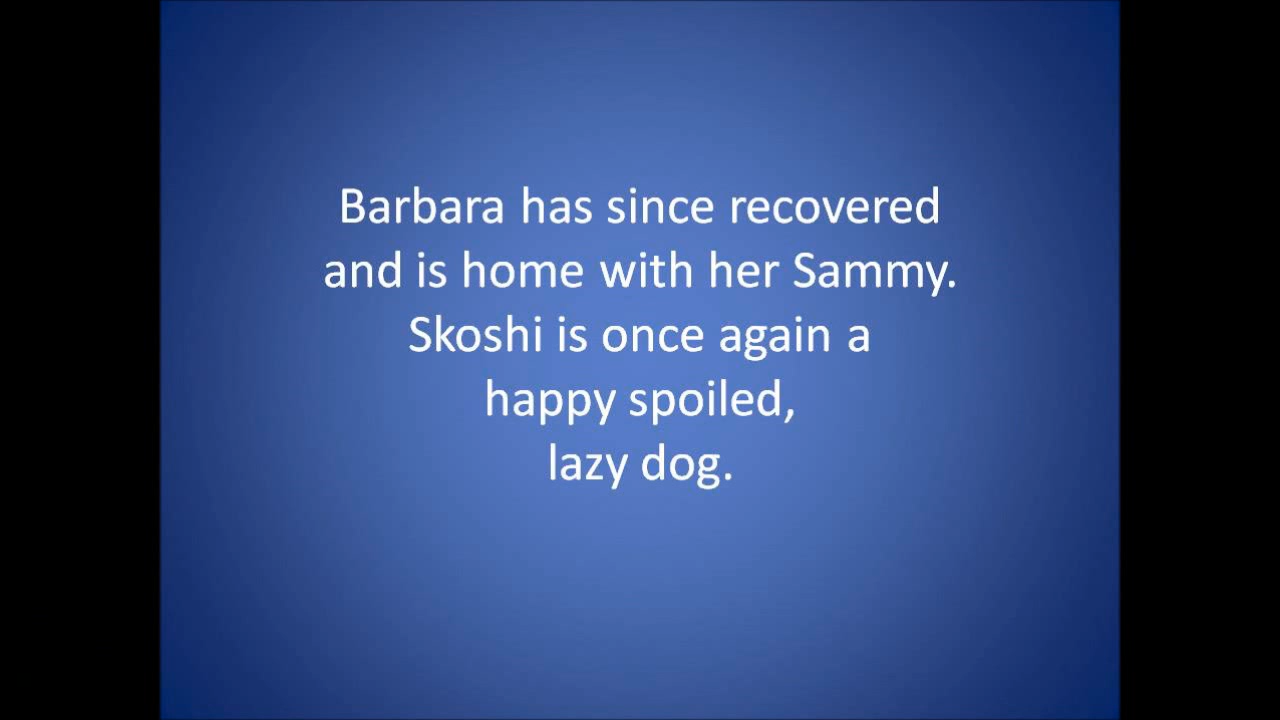 Barbara has since recovered
and is home with her Sammy.
Skoshi is once again a
happy spoiled,
lazy dog.